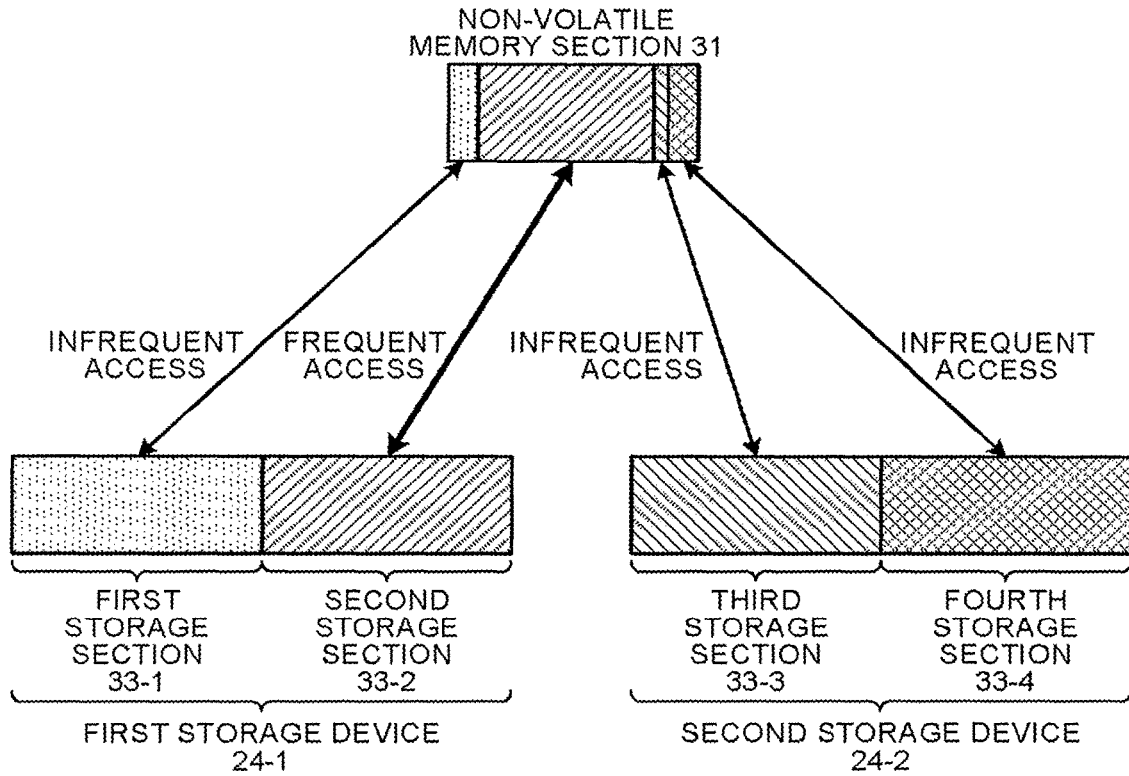 NON-VOLATILE
MEMORY SECTION 31
INFREQUENT
ACCESS
FREQUENT
ACCESS
INFREQUENT
ACCESS
INFREQUENT
ACCESS
FIRST
STORAGE
SECTION
33-1
SECOND
STORAGE
SECTION
33-2
THIRD
STORAGE
SECTION
33-3
FOURTH
STORAGE
SECTION
33-4
FIRST STORAGE DEVICE
24-1
SECOND STORAGE DEVICE
24-2